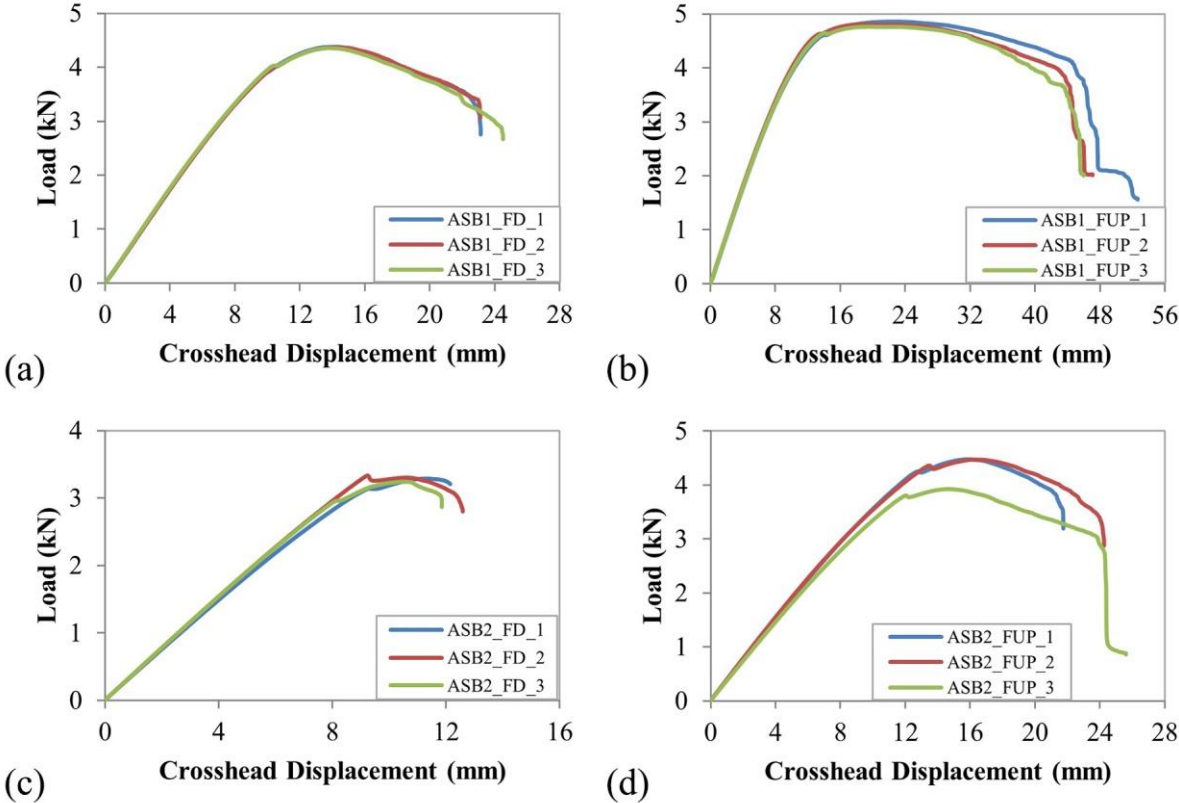 5
4
3
2
1
0
Load (kN)
0 4 8 12 16 20 24 28
Crosshead Displacement (mm)
ASB1_FD_1
ASB1_FD_2
ASB1_FD_3
(a)
5
4
3
2
1
0
Load (kN)
0 8 16 24 32 40 48 56
Crosshead Displacement (mm)
ASB1_FUP_1
ASB1_FUP_2
ASB1_FUP_3
(b)
4
3
2
1
0
Load (kN)
0 4 8 12 16
Crosshead Displacement (mm)
ASB2_FD_1
ASB2_FD_2
ASB2_FD_3
(c)
5
4
3
2
1
0
Load (kN)
0 4 8 12 16 20 24 28
Crosshead Displacement (mm)
ASB2_FUP_1
ASB2_FUP_2
ASB2_FUP_3
(d)